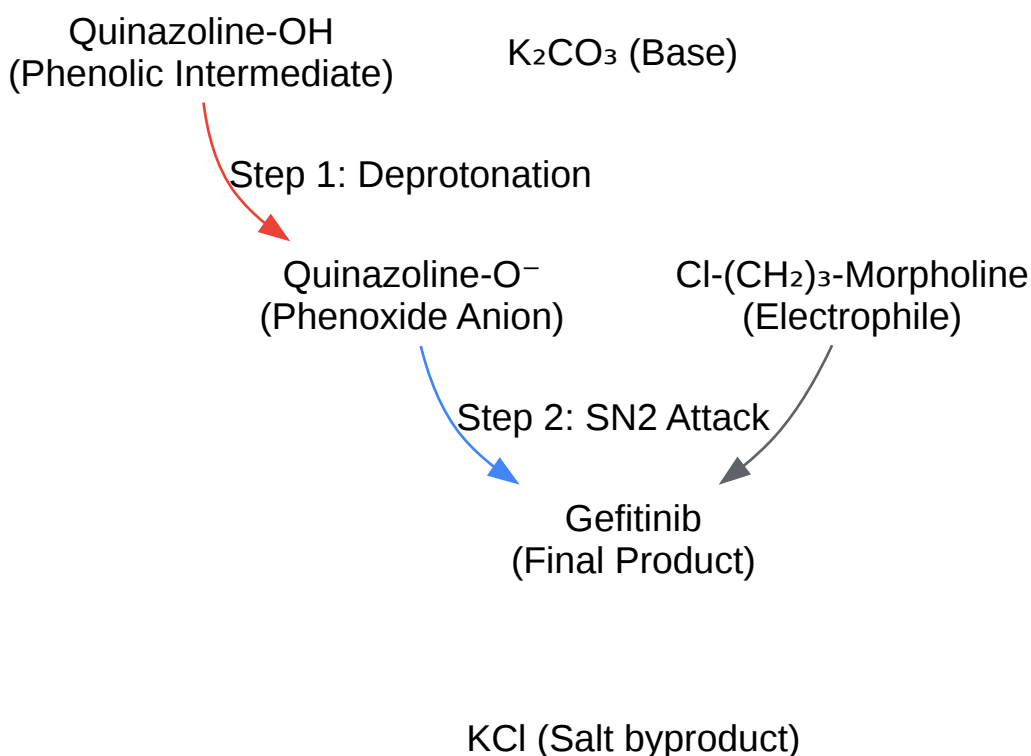 Quinazoline-OH
(Phenolic Intermediate)
K₂CO₃ (Base)
Step 1: Deprotonation
Quinazoline-O⁻
(Phenoxide Anion)
Cl-(CH₂)₃-Morpholine
(Electrophile)
Step 2: SN2 Attack
Gefitinib
(Final Product)
KCl (Salt byproduct)